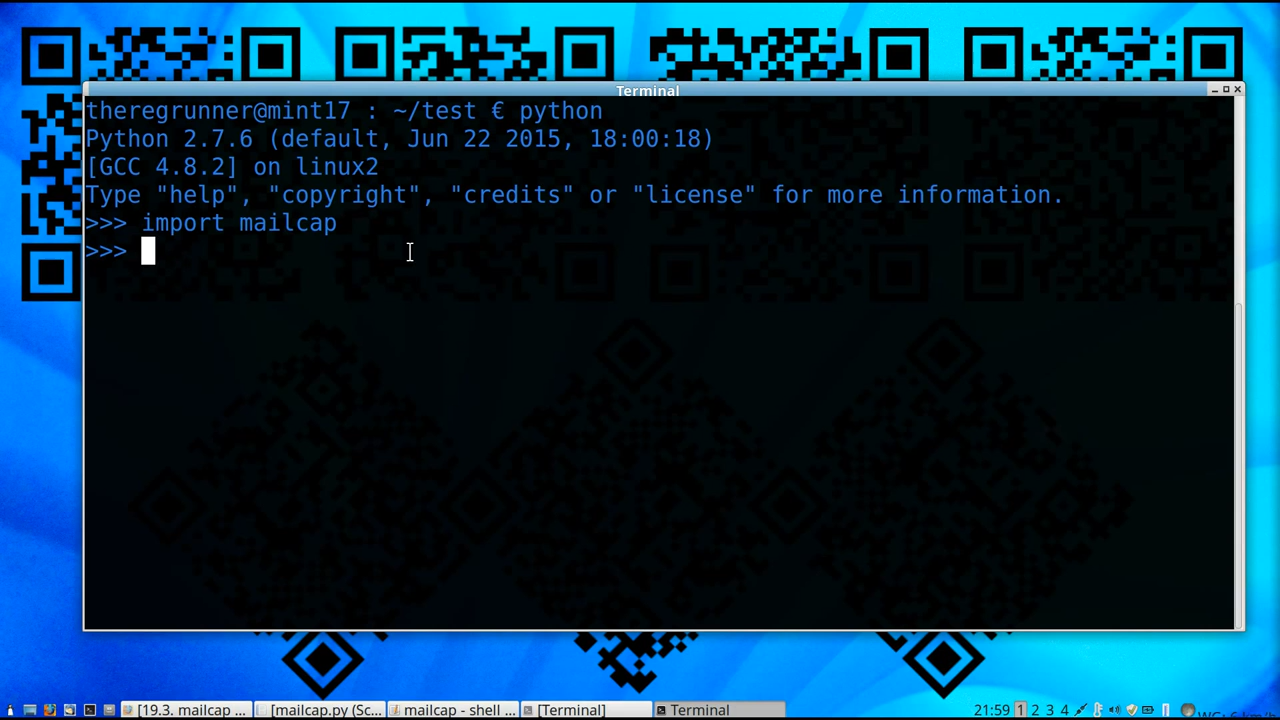 Terminal
theregrunner@mint17 : ~/test € python
Python 2.7.6 (default, Jun 22 2015, 18:00:18)
[GCC 4.8.2] on linux2
Type "help", "copyright", "credits" or "license" for more information.
>>> import mailcap
>>>
[19.3. mailcap ...
[mailcap.py (Sc...
mailcap - shell ...
[Terminal]
Terminal
21:59 1 2 3 4